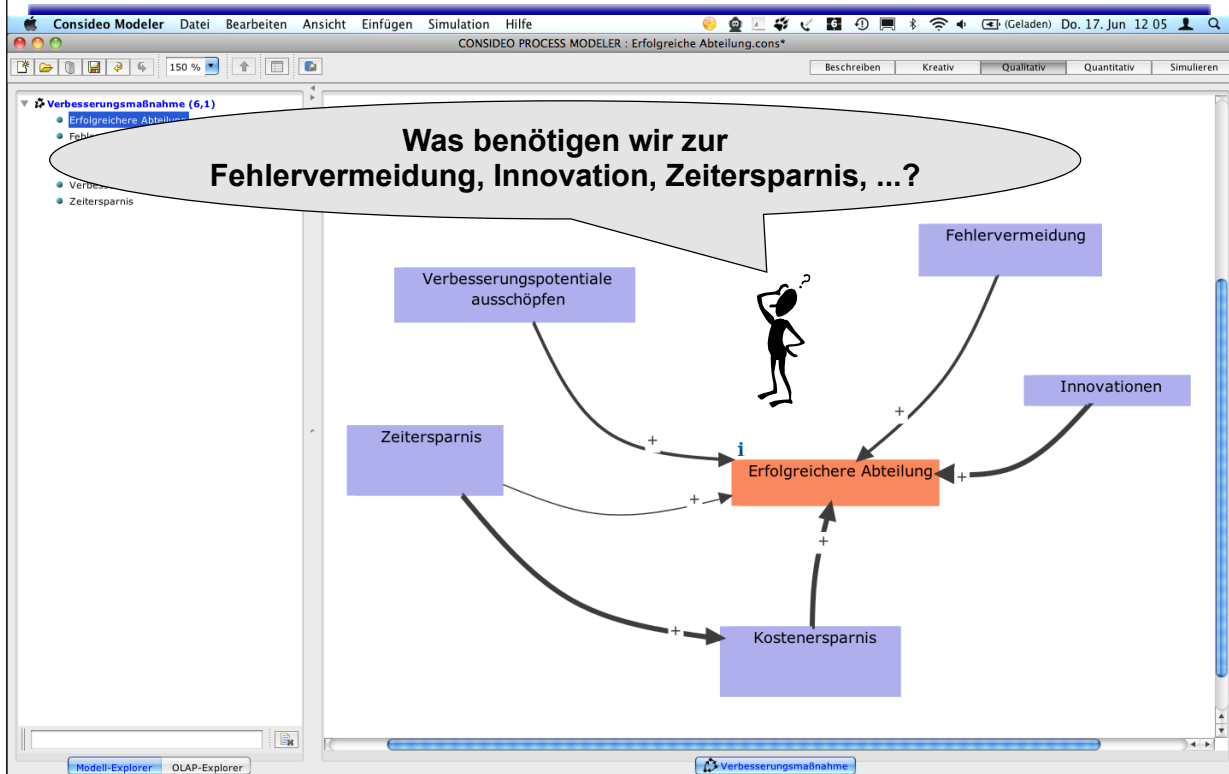 Consideo Modeler Datei Bearbeiten Ansicht Einfügen Simulation Hilfe (Geladen) Do. 17. Jun 12 05
CONSIDEO PROCESS MODELER : Erfolgreiche Abteilung.cons*
150 % Beschreiben Kreativ Qualitativ Quantitativ Simulieren
Verbesserungsmaßnahme (6,1)
Erfolgreichere Abteilung
Zeitersparnis
Was benötigen wir zur
Fehlervermeidung, Innovation, Zeitersparnis, ...?
Fehlervermeidung
Verbesserungspotentiale
ausschöpfen
?
Innovationen
+
Zeitersparnis
+
i
Erfolgreichere Abteilung
+
+
+
+
Kostenersparnis
Modell-Explorer OLAP-Explorer
Verbesserungsmaßnahme